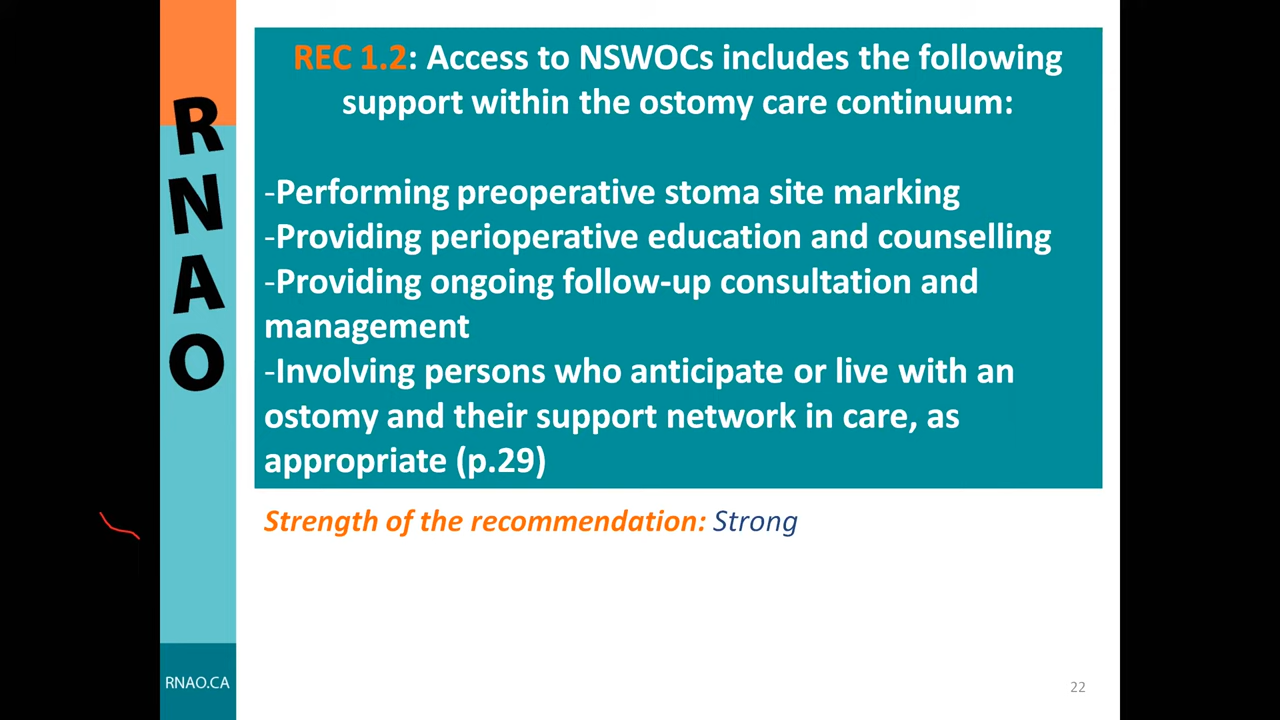 RNAO
REC 1.2: Access to NSWOCs includes the following
support within the ostomy care continuum:
-Performing preoperative stoma site marking
-Providing perioperative education and counselling
-Providing ongoing follow-up consultation and
management
-Involving persons who anticipate or live with an
ostomy and their support network in care, as
appropriate (p.29)
Strength of the recommendation: Strong
RNAO.CA
22